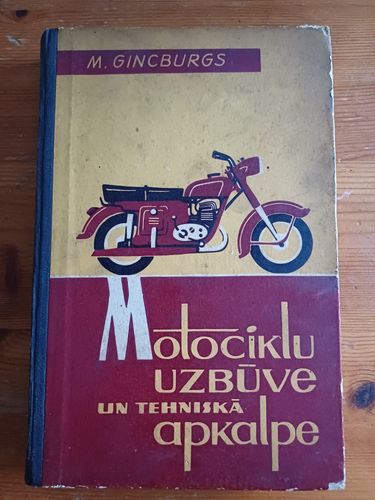 M. GINCBURGS
Motociklu
UZBŪVE
UN TEHNISKĀ
apkalpe